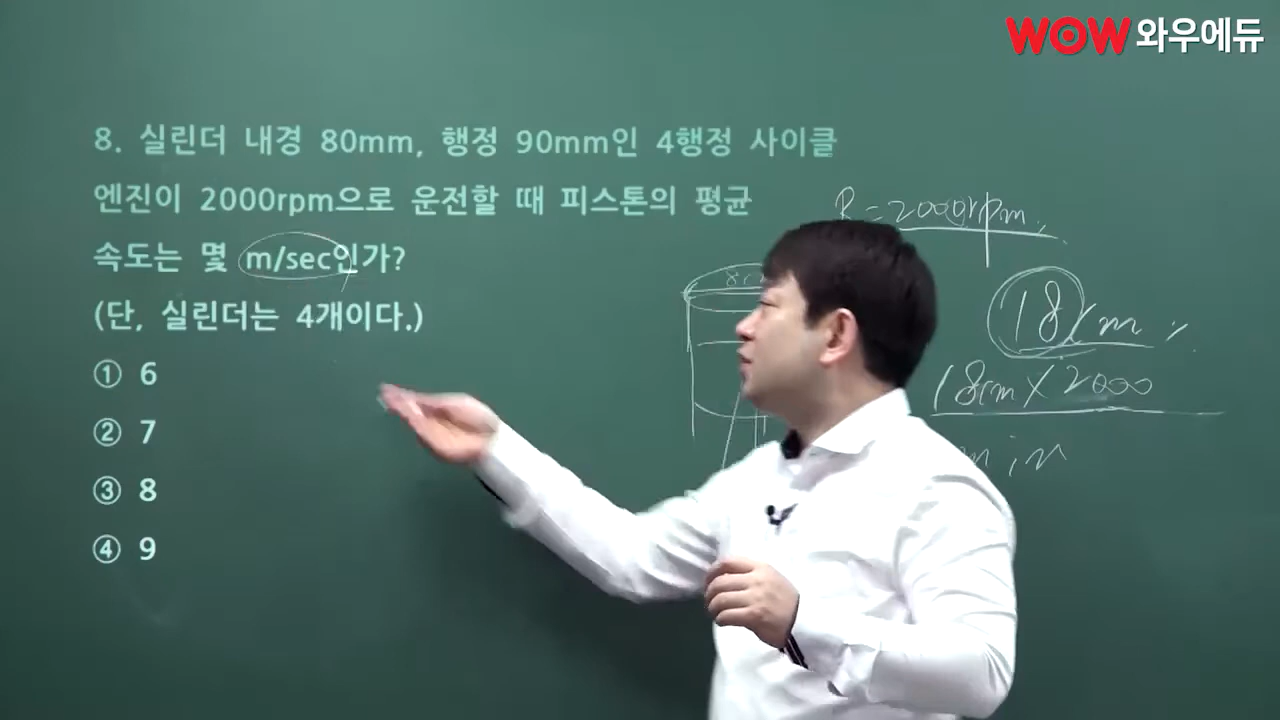 WOW 와우에듀
8. 실린더 내경 80mm, 행정 90mm인 4행정 사이클
엔진이 2000rpm으로 운전할 때 피스톤의 평균
속도는 몇 m/sec인가?
(단, 실린더는 4개이다.)
① 6
② 7
③ 8
④ 9
R=2000rpm
18cm
18cm×2000